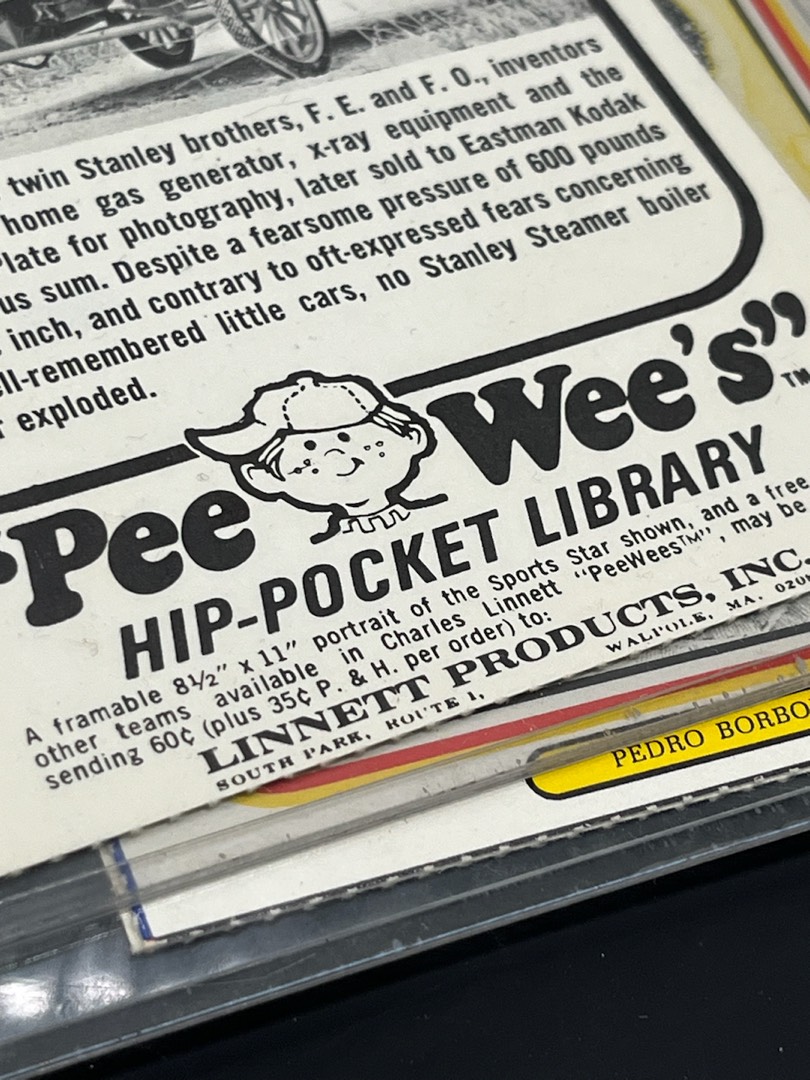 twin Stanley brothers, F. E. and F. O., inventors
home gas generator, x-ray equipment and the
late for photography, later sold to Eastman Kodak
us sum. Despite a fearsome pressure of 600 pounds
inch, and contrary to oft-expressed fears concerning
ll-remembered little cars, no Stanley Steamer boiler
r exploded.
“Pee Wee’s”™
HIP-POCKET LIBRARY
A framable 8½” x 11” portrait of the Sports Star shown, and a free
other teams available in Charles Linnett “PeeWees™”, may be
sending 60¢ (plus 35¢ P. & H. per order) to:
LINNETT PRODUCTS, INC.
SOUTH PARK, ROUTE 1, WALPOLE, MA. 020
PEDRO BORBO